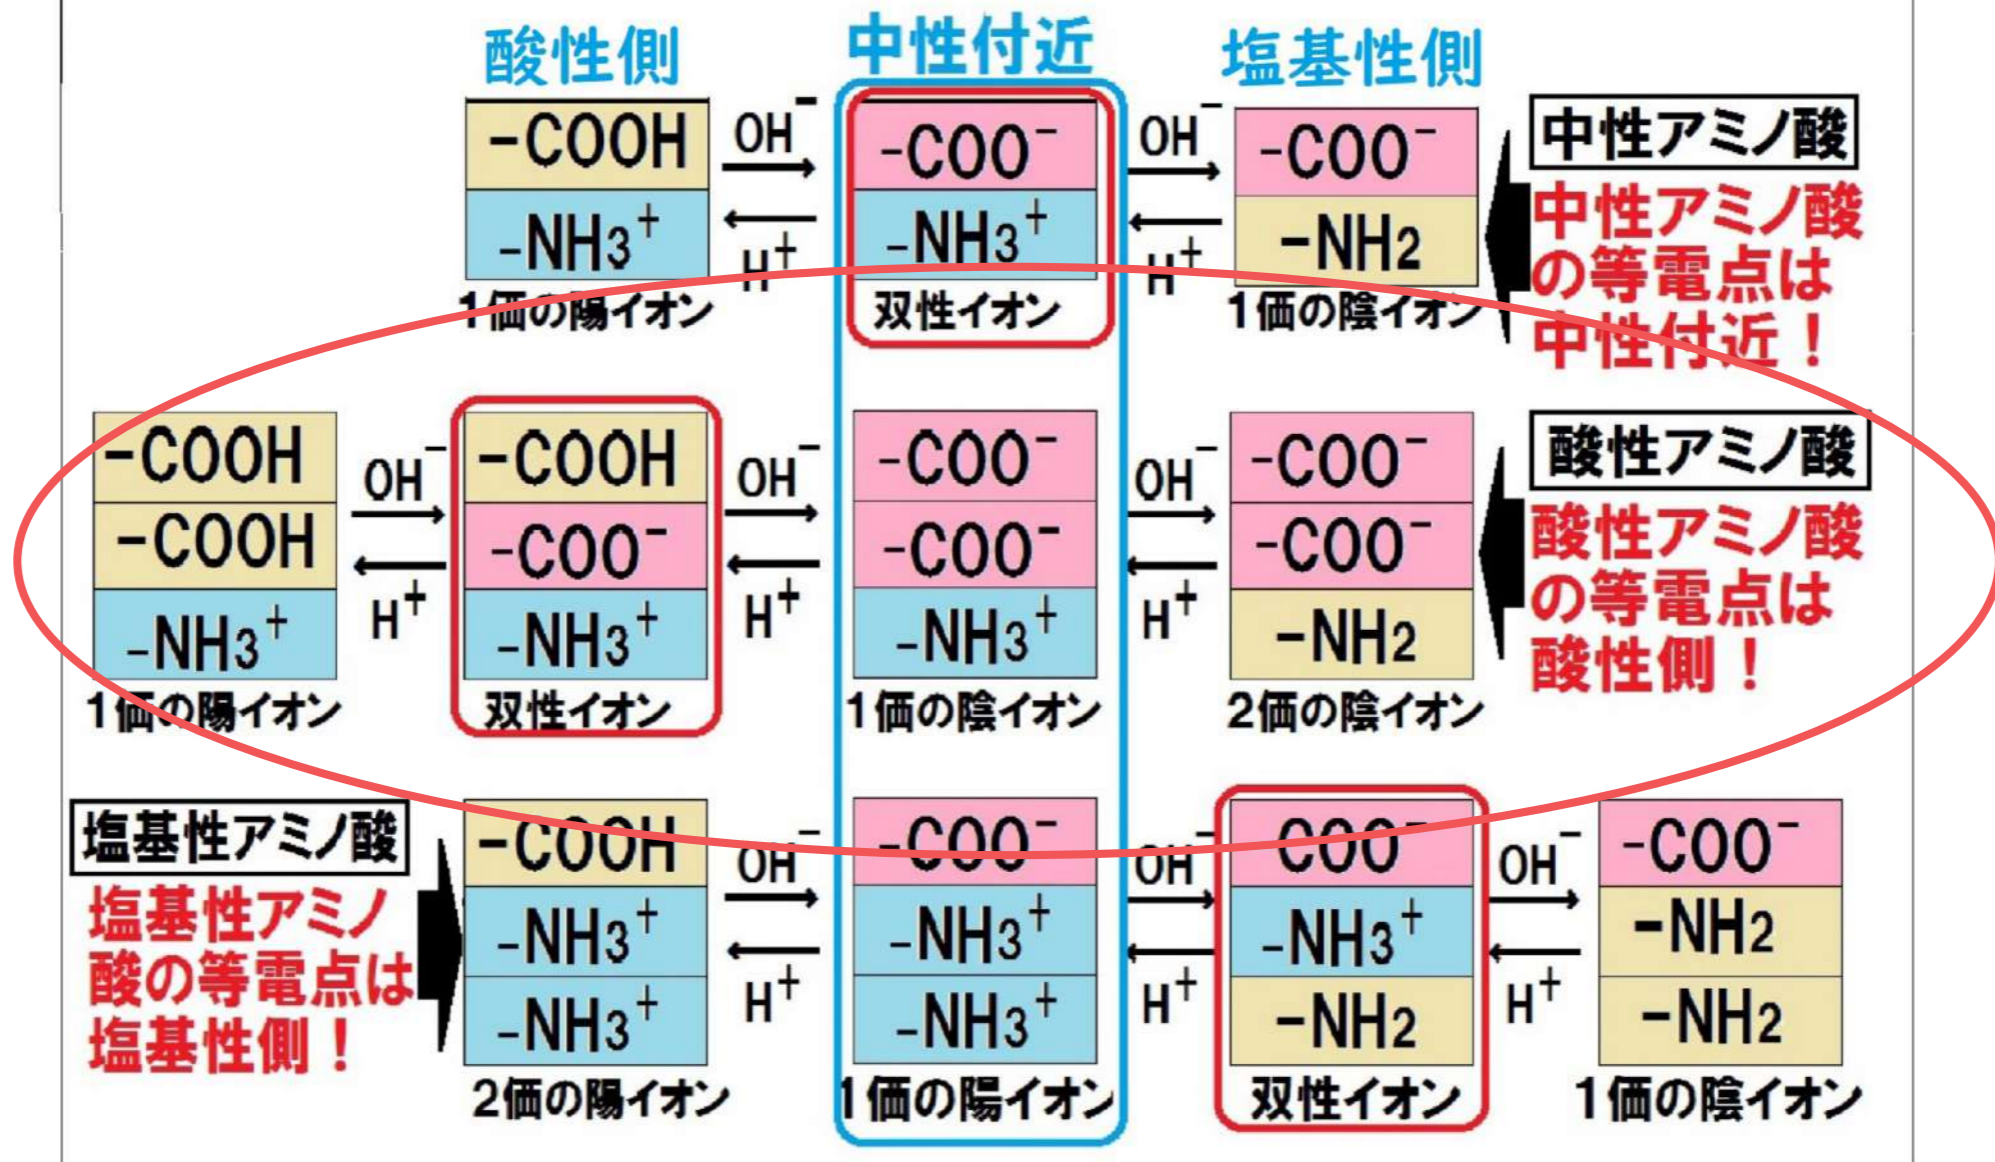 酸性側 中性付近 塩基性側
-COOH OH⁻ -COO⁻ OH⁻ -COO⁻
-NH3⁺ H⁺ -NH3⁺ H⁺ -NH2
1価の陽イオン 双性イオン 1価の陰イオン
中性アミノ酸
中性アミノ酸
の等電点は
中性付近！
-COOH OH⁻ -COOH OH⁻ -COO⁻ OH⁻ -COO⁻
-COOH -COO⁻ -COO⁻ -COO⁻
-NH3⁺ H⁺ -NH3⁺ H⁺ -NH3⁺ H⁺ -NH2
1価の陽イオン 双性イオン 1価の陰イオン 2価の陰イオン
酸性アミノ酸
酸性アミノ酸
の等電点は
酸性側！
塩基性アミノ酸
塩基性アミノ
酸の等電点は
塩基性側！
-COOH OH⁻ -COO⁻ OH⁻ COO⁻ OH⁻ -COO⁻
-NH3⁺ -NH3⁺ -NH3⁺ -NH2
-NH3⁺ H⁺ -NH3⁺ H⁺ -NH2 H⁺ -NH2
2価の陽イオン 1価の陽イオン 双性イオン 1価の陰イオン